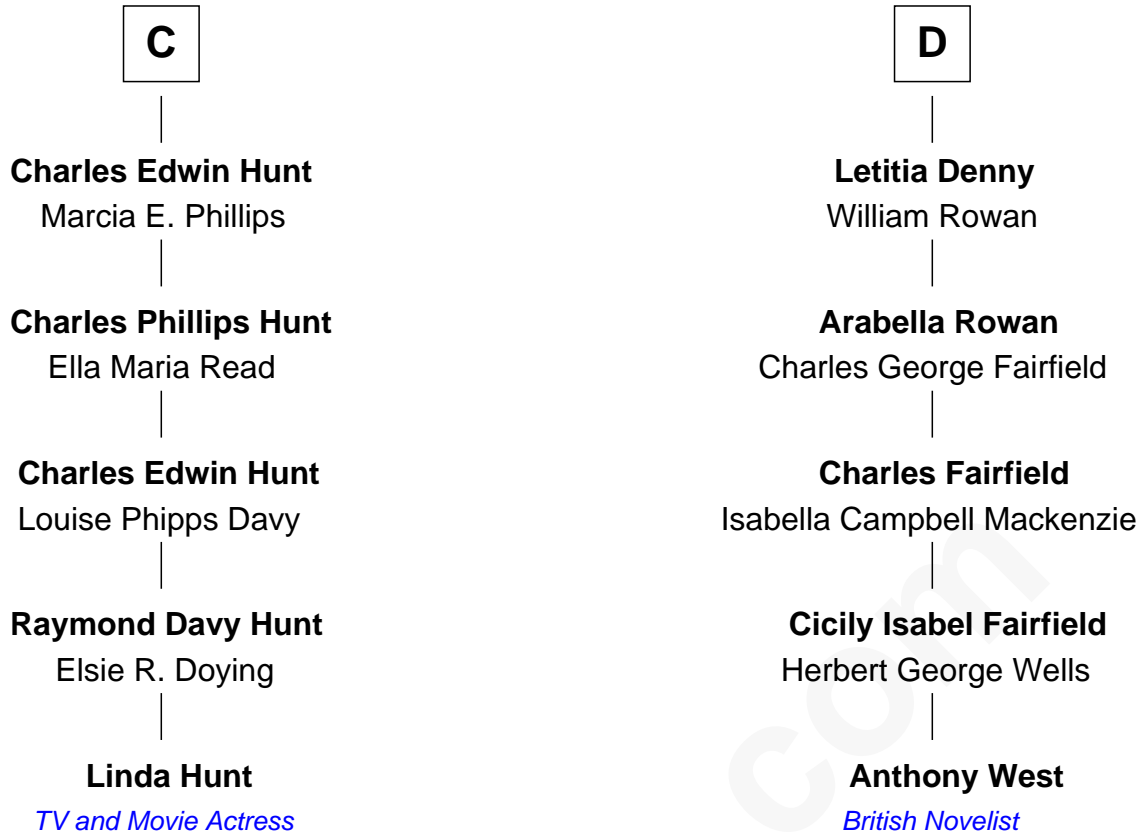 C
Charles Edwin Hunt
Marcia E. Phillips
Charles Phillips Hunt
Ella Maria Read
Charles Edwin Hunt
Louise Phipps Davy
Raymond Davy Hunt
Elsie R. Doying
Linda Hunt
TV and Movie Actress
D
Letitia Denny
William Rowan
Arabella Rowan
Charles George Fairfield
Charles Fairfield
Isabella Campbell Mackenzie
Cicily Isabel Fairfield
Herbert George Wells
Anthony West
British Novelist
com